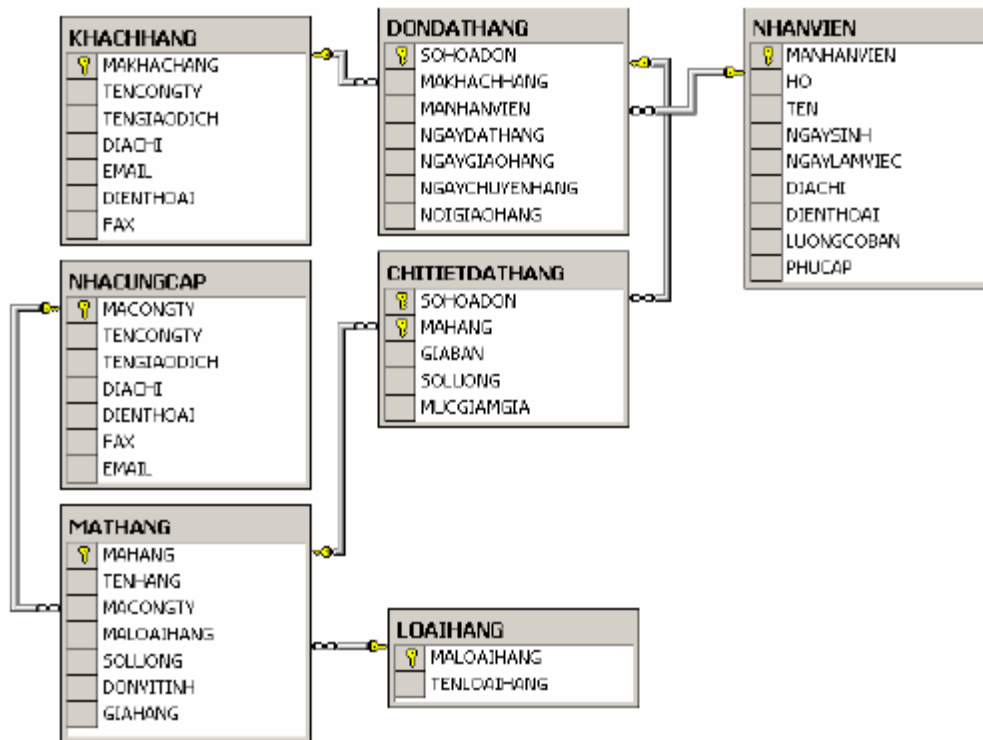 KHACHHANG
MAKHACHANG
TENCONGTY
TENGIAODICH
DIACHI
EMAIL
DIENTHOAI
FAX
DONDATHANG
SOHOADON
MAKHACHHANG
MANHANVIEN
NGAYDATHANG
NGAYGIAOHANG
NGAYCHUYENHANG
NOIGIAOHANG
NHANVIEN
MANHANVIEN
HO
TEN
NGAYSINH
NGAYLAMVIEC
DIACHI
DIENTHOAI
LUONGCOBAN
PHUCAP
NHACUNGCAP
MACONGTY
TENCONGTY
TENGIAODICH
DIACHI
DIENTHOAI
FAX
EMAIL
CHITIETDATHANG
SOHOADON
MAHANG
GIABAN
SOLUONG
MUCGIAMGIA
MATHANG
MAHANG
TENHANG
MACONGTY
MALOAIHANG
SOLUONG
DONVITINH
GIAHANG
LOAIHANG
MALOAIHANG
TENLOAIHANG